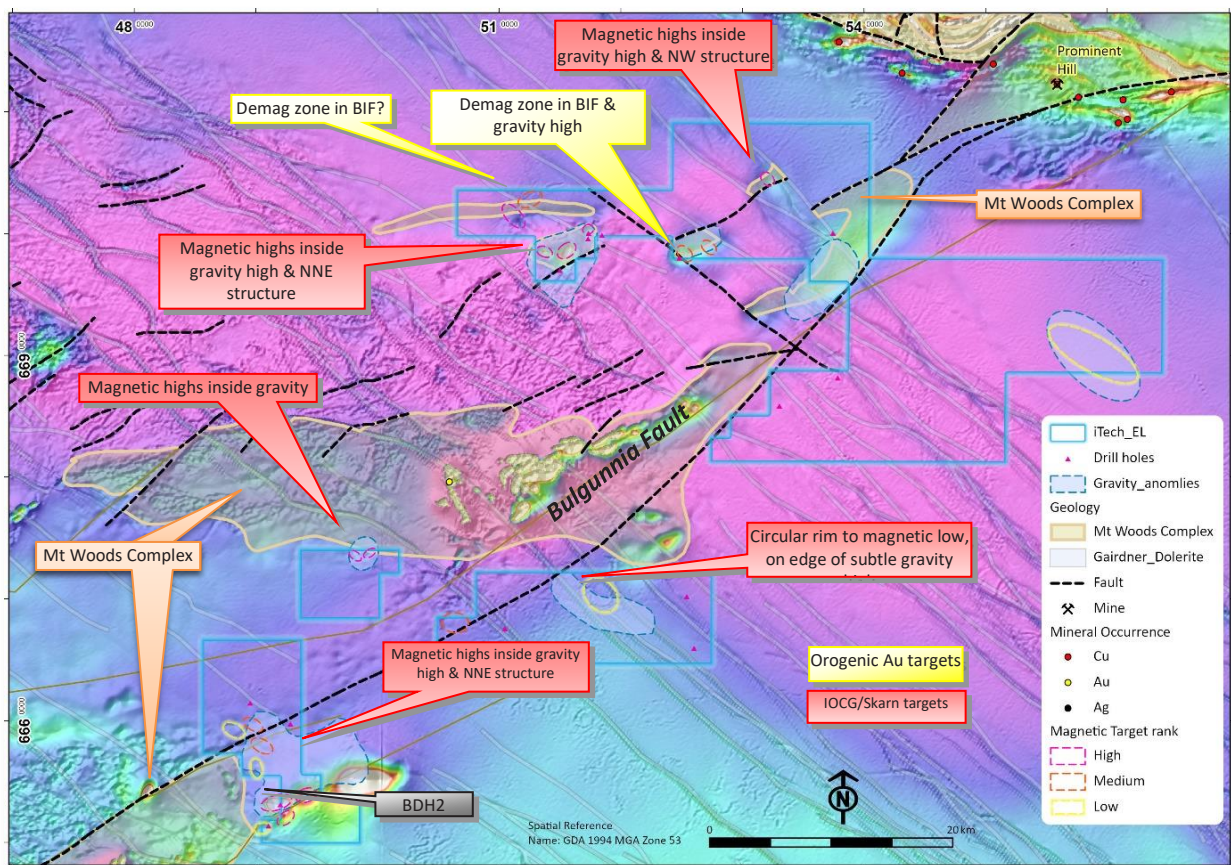 48 0000
51 0000
54 0000
Magnetic highs inside
gravity high & NW structure
Prominent
Hill
Demag zone in BIF?
Demag zone in BIF &
gravity high
Mt Woods Complex
Magnetic highs inside
gravity high & NNE
structure
669 0000
Magnetic highs inside gravity
Bulgunnia Fault
Mt Woods Complex
Circular rim to magnetic low,
on edge of subtle gravity
Magnetic highs inside gravity
high & NNE structure
Orogenic Au targets
IOCG/Skarn targets
666 0000
BDH2
Spatial Reference
Name: GDA 1994 MGA Zone 53
N
0
20 km
iTech_EL
Drill holes
Gravity_anomlies
Geology
Mt Woods Complex
Gairdner_Dolerite
Fault
Mine
Mineral Occurrence
Cu
Au
Ag
Magnetic Target rank
High
Medium
Low